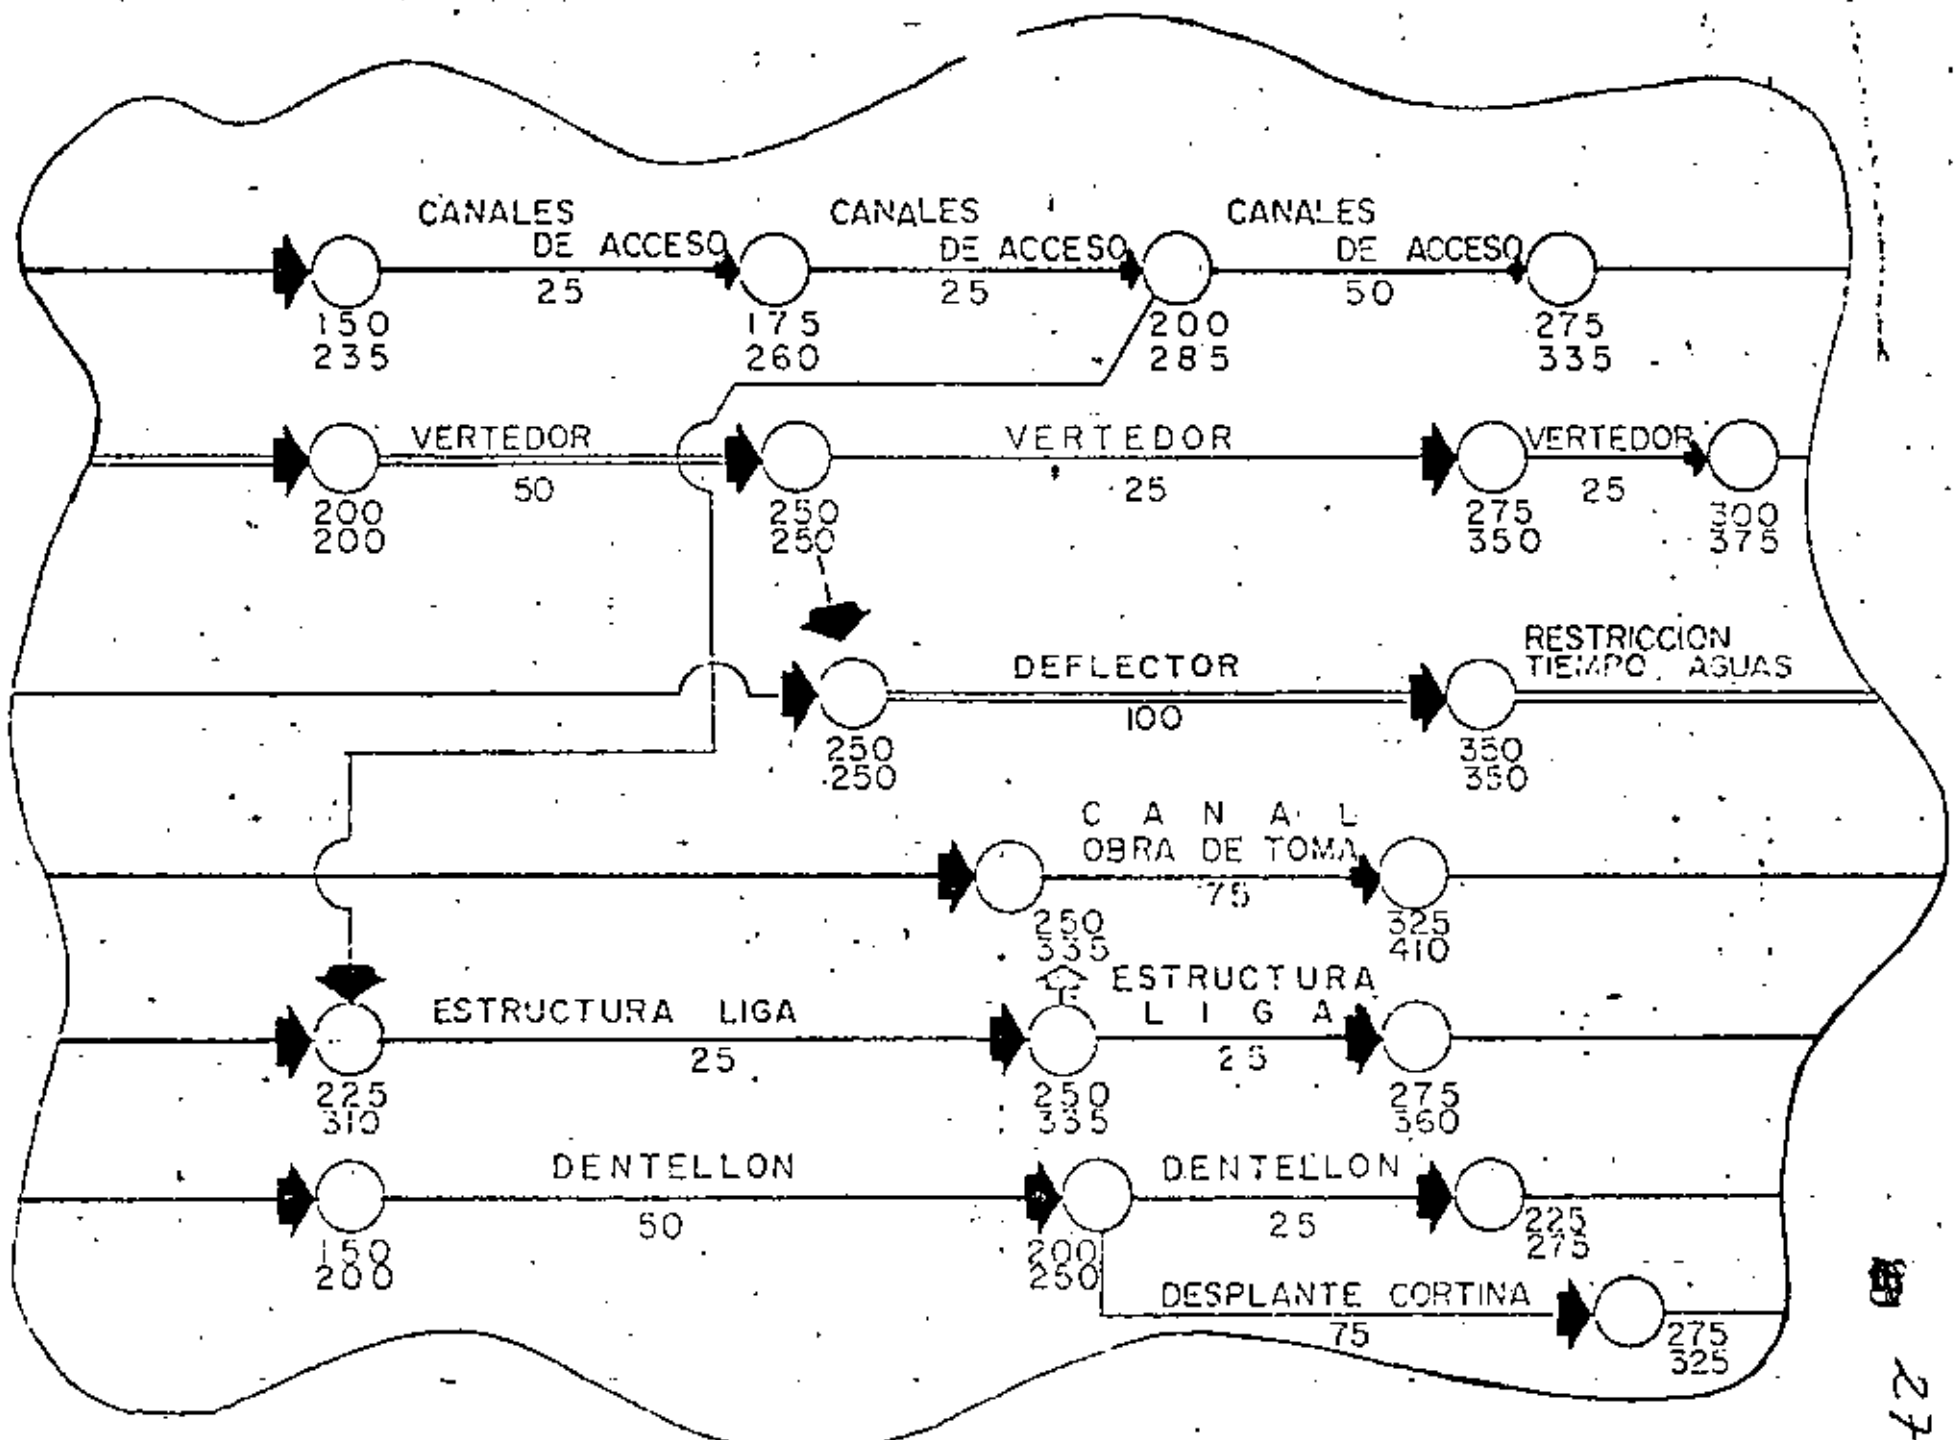 CANALES
DE ACCESO
25
CANALES
DE ACCESO
25
CANALES
DE ACCESO
50
150
235
175
260
200
285
275
335
VERTEDOR
50
VERTEDOR
25
VERTEDOR
25
200
200
250
250
275
350
300
375
DEFLECTOR
100
RESTRICCION
TIEMPO AGUAS
250
250
350
350
CANAL
OBRA DE TOMA
75
250
335
325
410
ESTRUCTURA LIGA
25
ESTRUCTURA
LIGA
25
225
310
250
335
275
360
DENTELLON
50
DENTELLON
25
150
200
200
250
225
275
DESPLANTE CORTINA
75
275
325
27